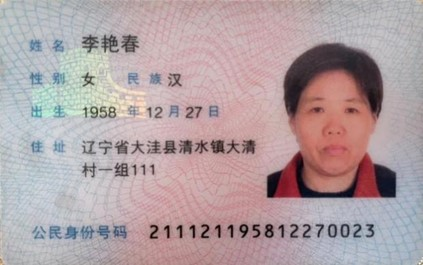 姓名 李艳春
性别 女 民族 汉
出生 1958 年 12 月 27 日
住址 辽宁省大洼县清水镇大清
村一组111
公民身份号码 211121195812270023